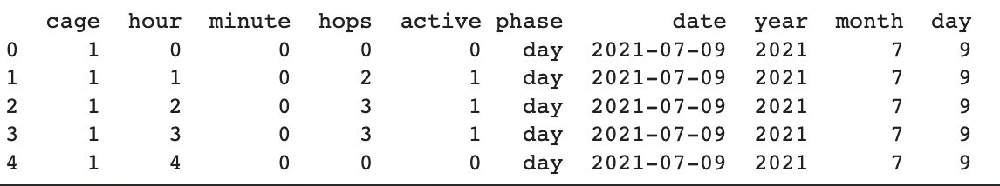 cage hour minute hops active phase date year month day
0 1 0 0 0 0 day 2021-07-09 2021 7 9
1 1 1 0 2 1 day 2021-07-09 2021 7 9
2 1 2 0 3 1 day 2021-07-09 2021 7 9
3 1 3 0 3 1 day 2021-07-09 2021 7 9
4 1 4 0 0 0 day 2021-07-09 2021 7 9